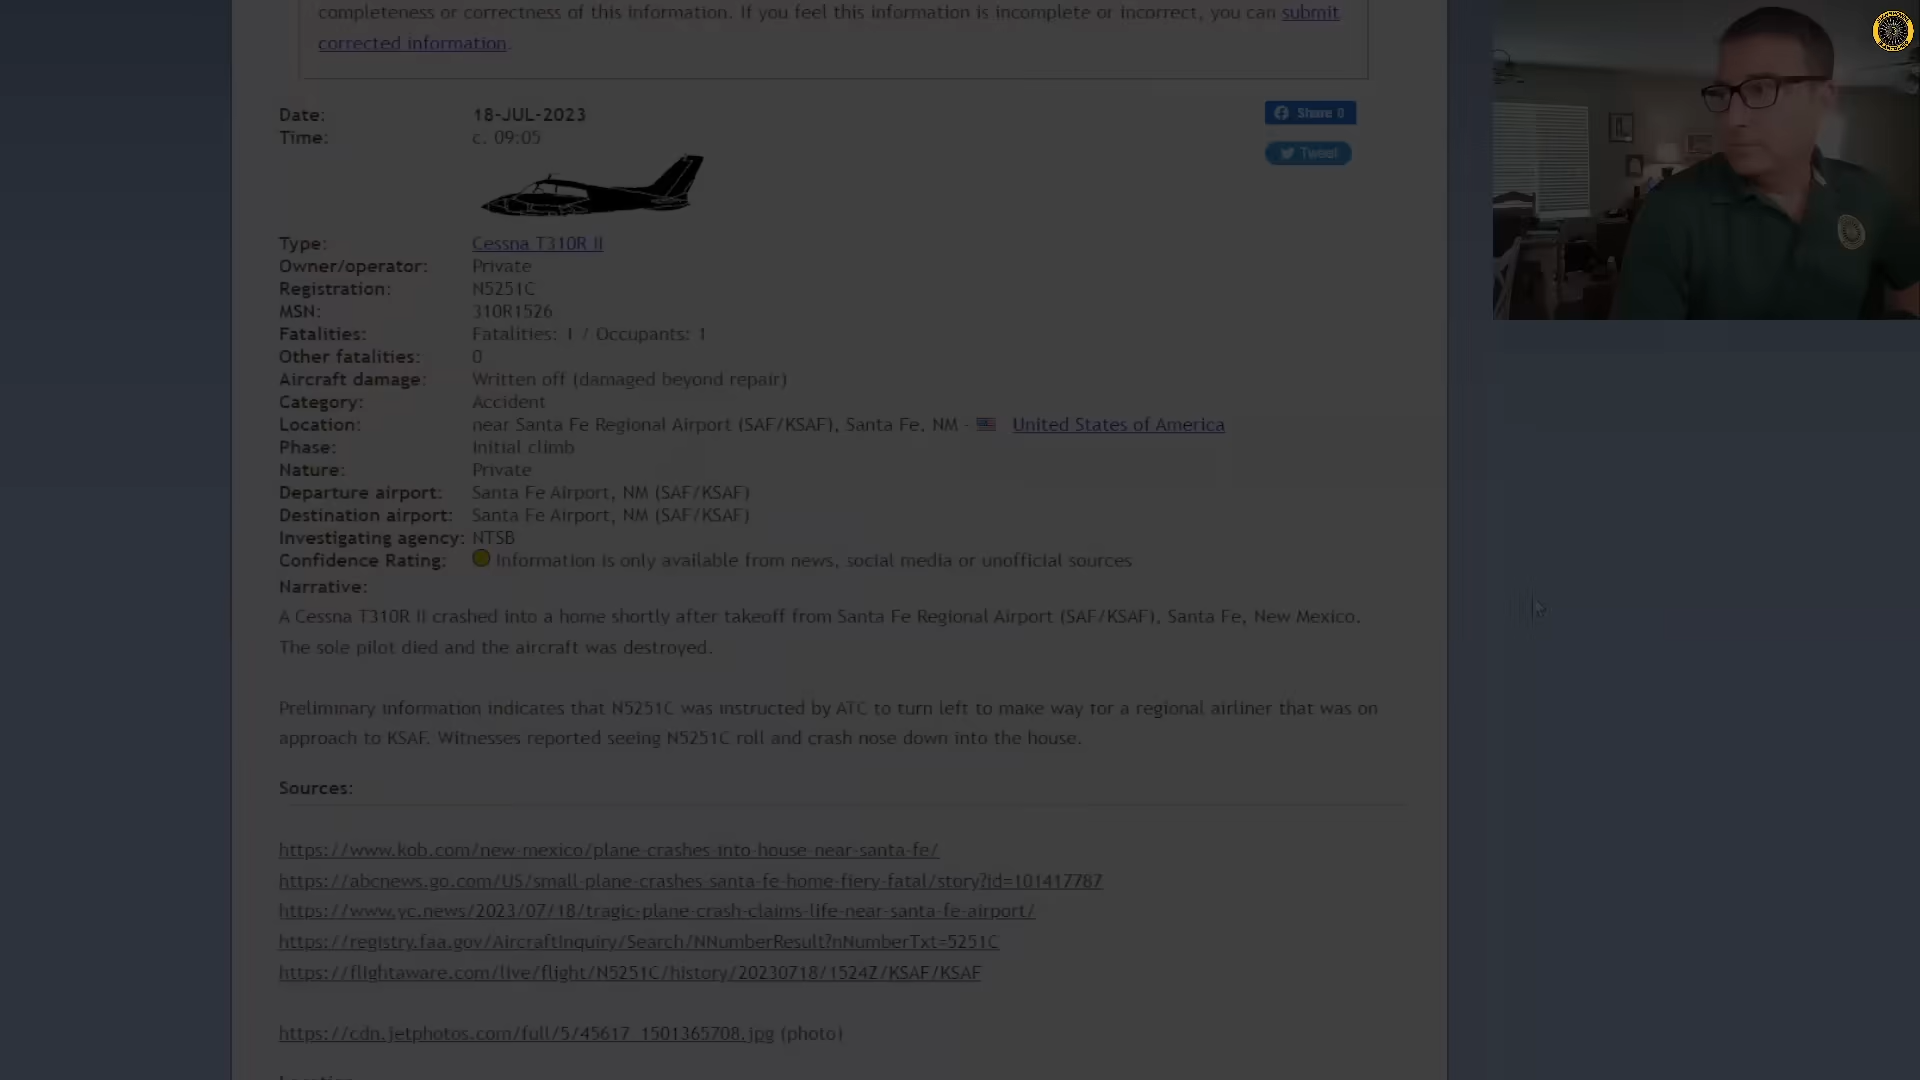 completeness or correctness of this information. If you feel this information is incomplete or incorrect, you can submit
corrected information.
Date: 18-JUL-2023
Time: c. 09:05
Share 0
Tweet
Type: Cessna T310R II
Owner/operator: Private
Registration: N5251C
MSN: 310R1526
Fatalities: Fatalities: 1 / Occupants: 1
Other fatalities: 0
Aircraft damage: Written off (damaged beyond repair)
Category: Accident
Location: near Santa Fe Regional Airport (SAF/KSAF), Santa Fe, NM - United States of America
Phase: Initial climb
Nature: Private
Departure airport: Santa Fe Airport, NM (SAF/KSAF)
Destination airport: Santa Fe Airport, NM (SAF/KSAF)
Investigating agency: NTSB
Confidence Rating: Information is only available from news, social media or unofficial sources
Narrative:
A Cessna T310R II crashed into a home shortly after takeoff from Santa Fe Regional Airport (SAF/KSAF), Santa Fe, New Mexico.
The sole pilot died and the aircraft was destroyed.
Preliminary information indicates that N5251C was instructed by ATC to turn left to make way for a regional airliner that was on
approach to KSAF. Witnesses reported seeing N5251C roll and crash nose down into the house.
Sources:
https://www.kob.com/new-mexico/plane-crashes-into-house-near-santa-fe/
https://abcnews.go.com/US/small-plane-crashes-santa-fe-home-fiery-fatal/story?id=101417787
https://www.yc.news/2023/07/18/tragic-plane-crash-claims-life-near-santa-fe-airport/
https://registry.faa.gov/AircraftInquiry/Search/NNumberResult?nNumberTxt=5251C
https://flightaware.com/live/flight/N5251C/history/20230718/1524Z/KSAF/KSAF
https://cdn.jetphotos.com/full/5/45617_1501365708.jpg (photo)